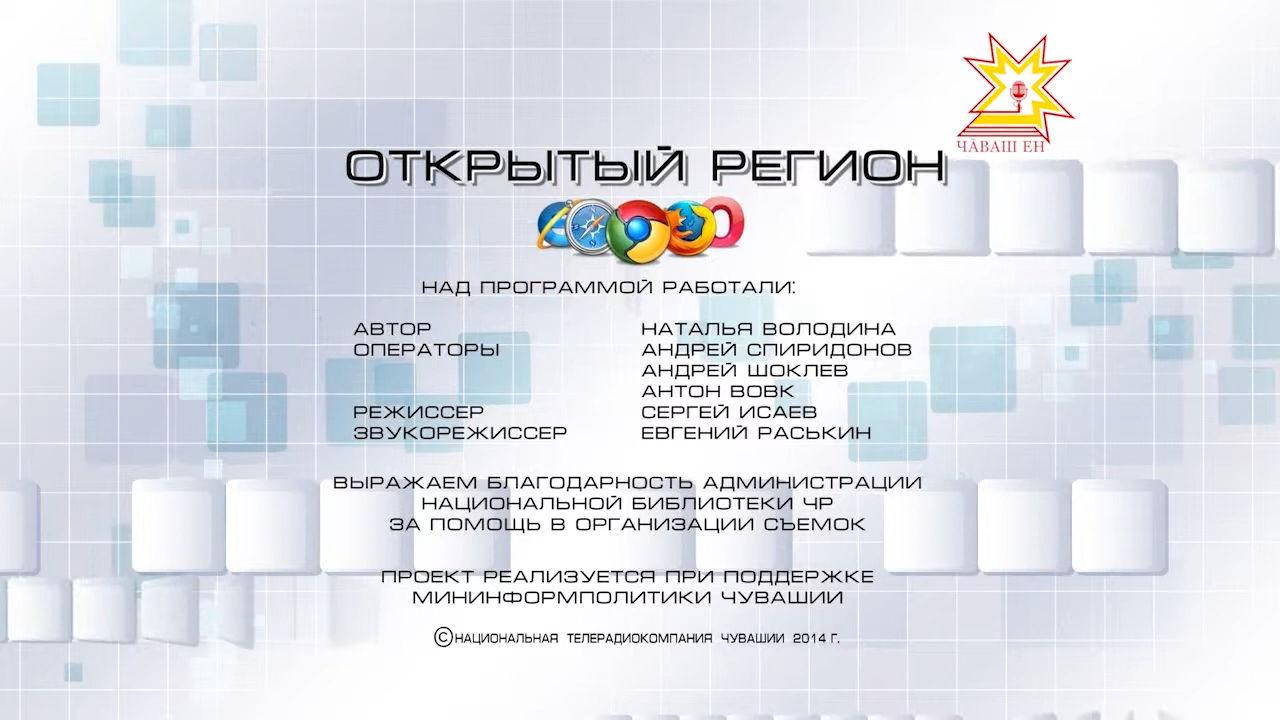 ЧӐВАШ ЕН
ОТКРЫТЫЙ РЕГИОН
НАД ПРОГРАММОЙ РАБОТАЛИ:
АВТОР НАТАЛЬЯ ВОЛОДИНА
ОПЕРАТОРЫ АНДРЕЙ СПИРИДОНОВ
АНДРЕЙ ШОКЛЕВ
АНТОН ВОВК
РЕЖИССЕР СЕРГЕЙ ИСАЕВ
ЗВУКОРЕЖИССЕР ЕВГЕНИЙ РАСЬКИН
ВЫРАЖАЕМ БЛАГОДАРНОСТЬ АДМИНИСТРАЦИИ
НАЦИОНАЛЬНОЙ БИБЛИОТЕКИ ЧР
ЗА ПОМОЩЬ В ОРГАНИЗАЦИИ СЪЕМОК
ПРОЕКТ РЕАЛИЗУЕТСЯ ПРИ ПОДДЕРЖКЕ
МИНИНФОРМПОЛИТИКИ ЧУВАШИИ
©НАЦИОНАЛЬНАЯ ТЕЛЕРАДИОКОМПАНИЯ ЧУВАШИИ 2014 Г.